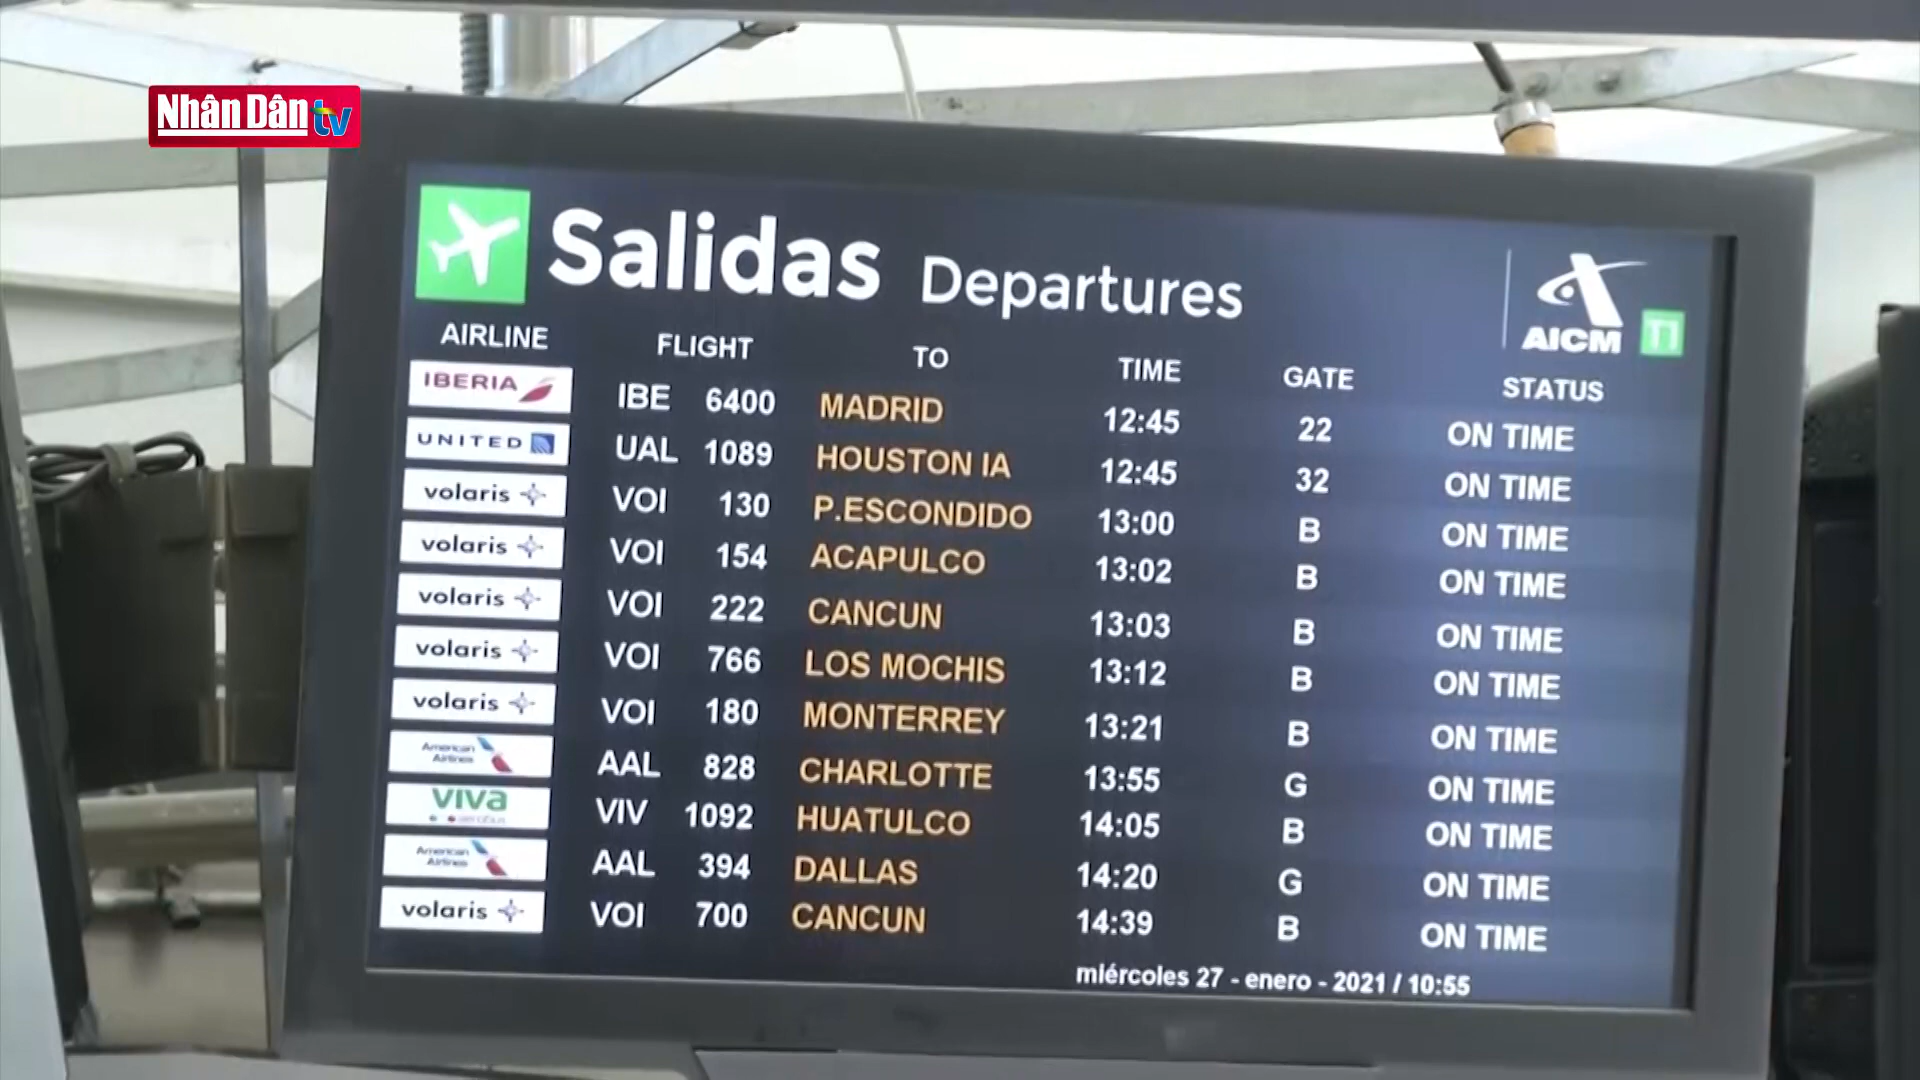 Nhân Dân tv
Salidas Departures
AICM T1
AIRLINE FLIGHT TO TIME GATE STATUS
IBERIA IBE 6400 MADRID 12:45 22 ON TIME
UNITED UAL 1089 HOUSTON IA 12:45 32 ON TIME
volaris VOI 130 P.ESCONDIDO 13:00 B ON TIME
volaris VOI 154 ACAPULCO 13:02 B ON TIME
volaris VOI 222 CANCUN 13:03 B ON TIME
volaris VOI 766 LOS MOCHIS 13:12 B ON TIME
volaris VOI 180 MONTERREY 13:21 B ON TIME
American Airlines AAL 828 CHARLOTTE 13:55 G ON TIME
viva aerobus VIV 1092 HUATULCO 14:05 B ON TIME
American Airlines AAL 394 DALLAS 14:20 G ON TIME
volaris VOI 700 CANCUN 14:39 B ON TIME
miércoles 27 - enero - 2021 / 10:55